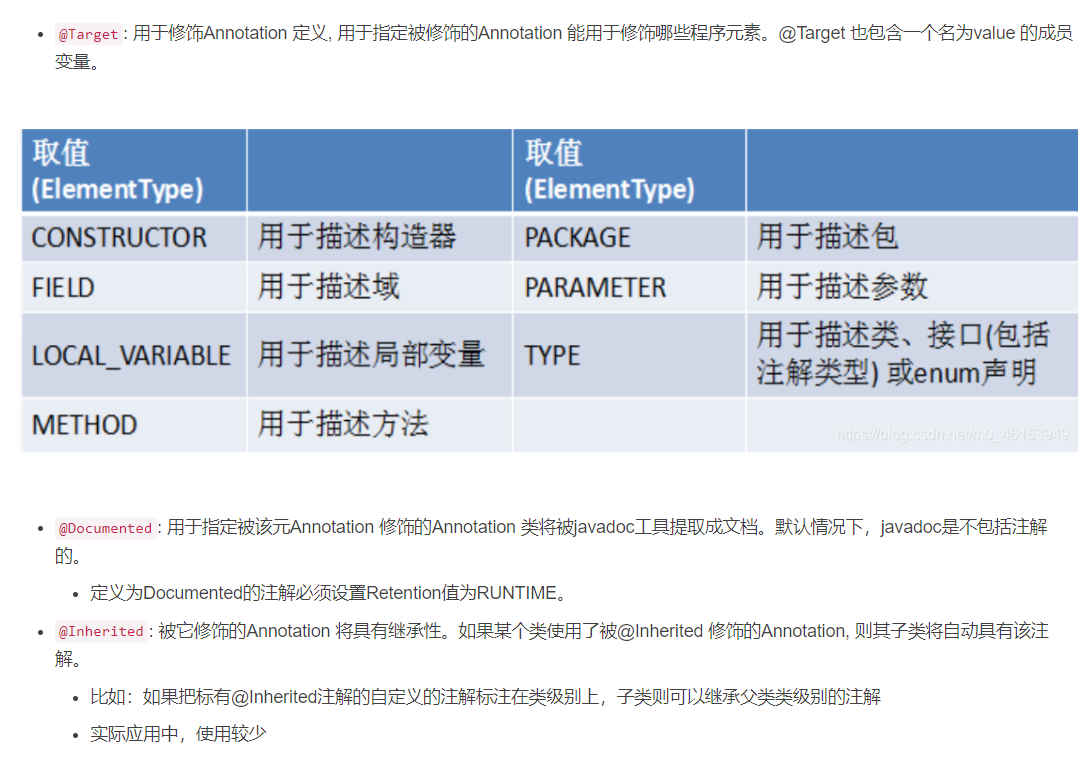 @Target: 用于修饰Annotation 定义, 用于指定被修饰的Annotation 能用于修饰哪些程序元素。@Target 也包含一个名为value 的成员
变量。
取值
(ElementType)
取值
(ElementType)
CONSTRUCTOR 用于描述构造器 PACKAGE 用于描述包
FIELD 用于描述域 PARAMETER 用于描述参数
LOCAL_VARIABLE 用于描述局部变量 TYPE 用于描述类、接口(包括
注解类型) 或enum声明
METHOD 用于描述方法
https://blog.csdn.net/m0_46153949
@Documented: 用于指定被该元Annotation 修饰的Annotation 类将被javadoc工具提取成文档。默认情况下，javadoc是不包括注解
的。
定义为Documented的注解必须设置Retention值为RUNTIME。
@Inherited: 被它修饰的Annotation 将具有继承性。如果某个类使用了被@Inherited 修饰的Annotation, 则其子类将自动具有该注
解。
比如：如果把标有@Inherited注解的自定义的注解标注在类级别上，子类则可以继承父类类级别的注解
实际应用中，使用较少